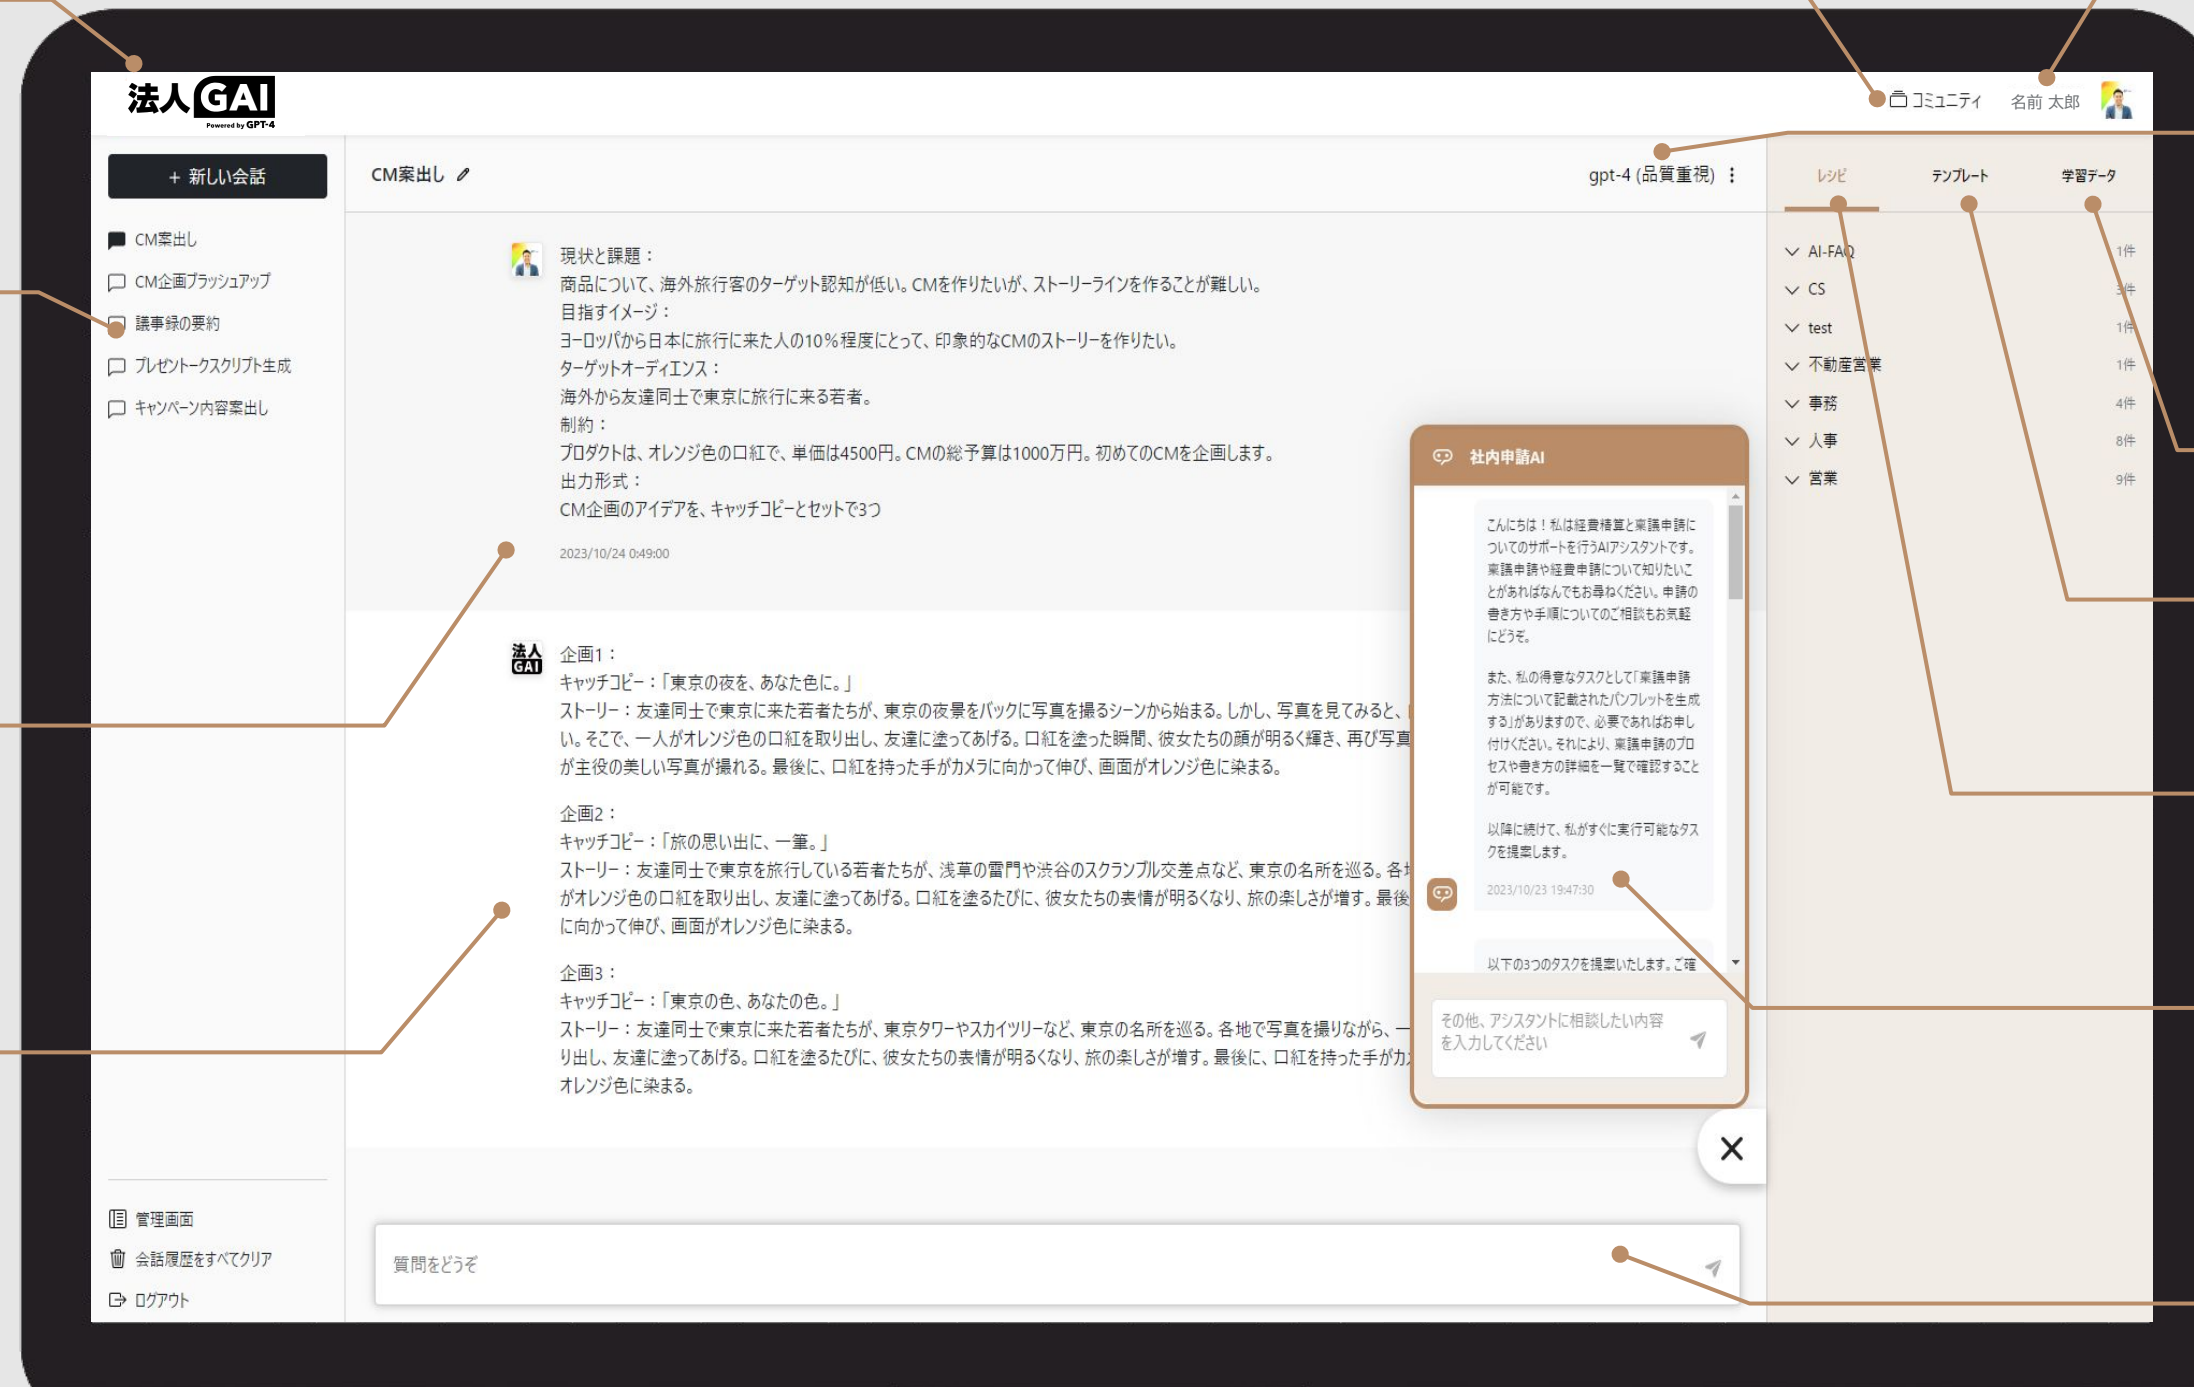 法人GAI
Powered by GPT-4
コミュニティ
名前 太郎
+ 新しい会話
CM案出し
CM企画ブラッシュアップ
議事録の要約
プレゼントークスクリプト生成
キャンペーン内容案出し
管理画面
会話履歴をすべてクリア
ログアウト
CM案出し
gpt-4 (品質重視)
現状と課題：
商品について、海外旅行客のターゲット認知が低い。CMを作りたいが、ストーリーラインを作ることが難しい。
目指すイメージ：
ヨーロッパから日本に旅行に来た人の10％程度にとって、印象的なCMのストーリーを作りたい。
ターゲットオーディエンス：
海外から友達同士で東京に旅行に来る若者。
制約：
プロダクトは、オレンジ色の口紅で、単価は4500円。CMの総予算は1000万円。初めてのCMを企画します。
出力形式：
CM企画のアイデアを、キャッチコピーとセットで3つ
2023/10/24 0:49:00
法人
GAI
企画1：
キャッチコピー：「東京の夜を、あなた色に。」
ストーリー：友達同士で東京に来た若者たちが、東京の夜景をバックに写真を撮るシーンから始まる。しかし、写真を見てみると、
い。そこで、一人がオレンジ色の口紅を取り出し、友達に塗ってあげる。口紅を塗った瞬間、彼女たちの顔が明るく輝き、再び写真
が主役の美しい写真が撮れる。最後に、口紅を持った手がカメラに向かって伸び、画面がオレンジ色に染まる。
企画2：
キャッチコピー：「旅の思い出に、一筆。」
ストーリー：友達同士で東京を旅行している若者たちが、浅草の雷門や渋谷のスクランブル交差点など、東京の名所を巡る。各
がオレンジ色の口紅を取り出し、友達に塗ってあげる。口紅を塗るたびに、彼女たちの表情が明るくなり、旅の楽しさが増す。最後
に向かって伸び、画面がオレンジ色に染まる。
企画3：
キャッチコピー：「東京の色、あなたの色。」
ストーリー：友達同士で東京に来た若者たちが、東京タワーやスカイツリーなど、東京の名所を巡る。各地で写真を撮りながら、一
り出し、友達に塗ってあげる。口紅を塗るたびに、彼女たちの表情が明るくなり、旅の楽しさが増す。最後に、口紅を持った手がカ
オレンジ色に染まる。
質問をどうぞ
社内申請AI
こんにちは！私は経費精算と稟議申請に
ついてのサポートを行うAIアシスタントです。
稟議申請や経費申請について知りたいこ
とがあればなんでもお尋ねください。申請の
書き方や手順についてのご相談もお気軽
にどうぞ。
また、私の得意なタスクとして「稟議申請
方法について記載されたパンフレットを生成
する」がありますので、必要であればお申し
付けください。それにより、稟議申請のプロ
セスや書き方の詳細を一覧で確認すること
が可能です。
以降に続けて、私がすぐに実行可能なタス
クを提案します。
2023/10/23 19:47:30
以下の3つのタスクを提案いたします。ご確
その他、アシスタントに相談したい内容
を入力してください
レシピ
テンプレート
学習データ
AI-FAQ 1件
CS 3件
test 1件
不動産営業 1件
事務 4件
人事 8件
営業 9件